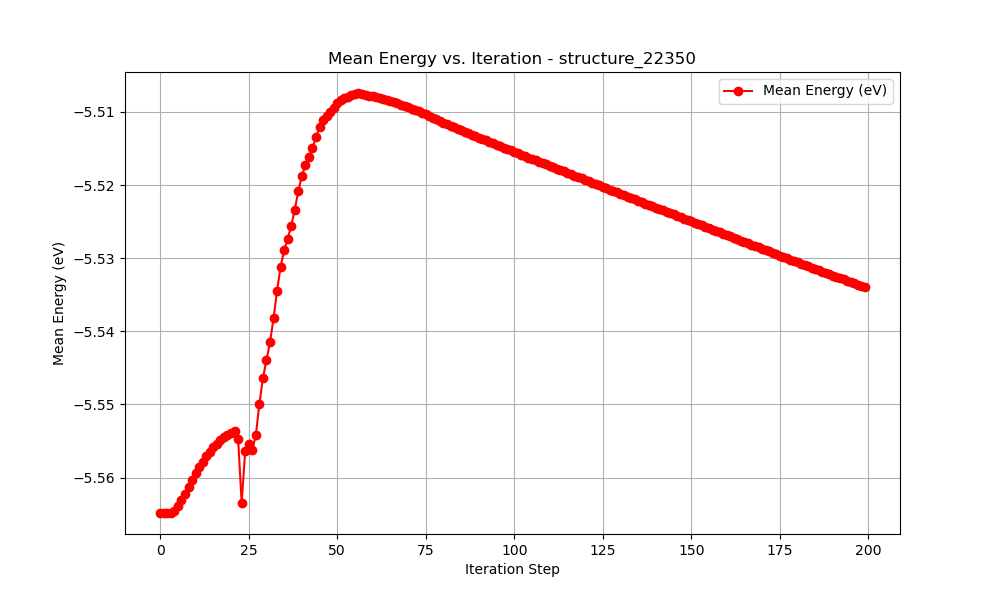 Mean Energy vs. Iteration - structure_22350
Mean Energy (eV)
−5.51
−5.52
−5.53
−5.54
−5.55
−5.56
Mean Energy (eV)
0 25 50 75 100 125 150 175 200
Iteration Step